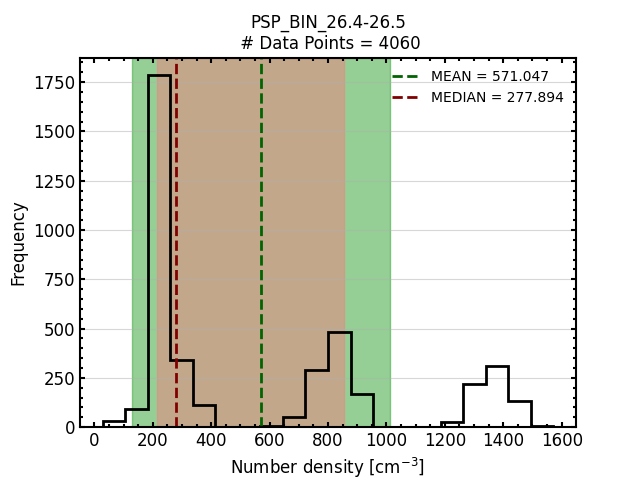 PSP_BIN_26.4-26.5
# Data Points = 4060
MEAN = 571.047
MEDIAN = 277.894
1750
1500
1250
1000
750
500
250
0
Frequency
0 200 400 600 800 1000 1200 1400 1600
Number density [cm⁻³]